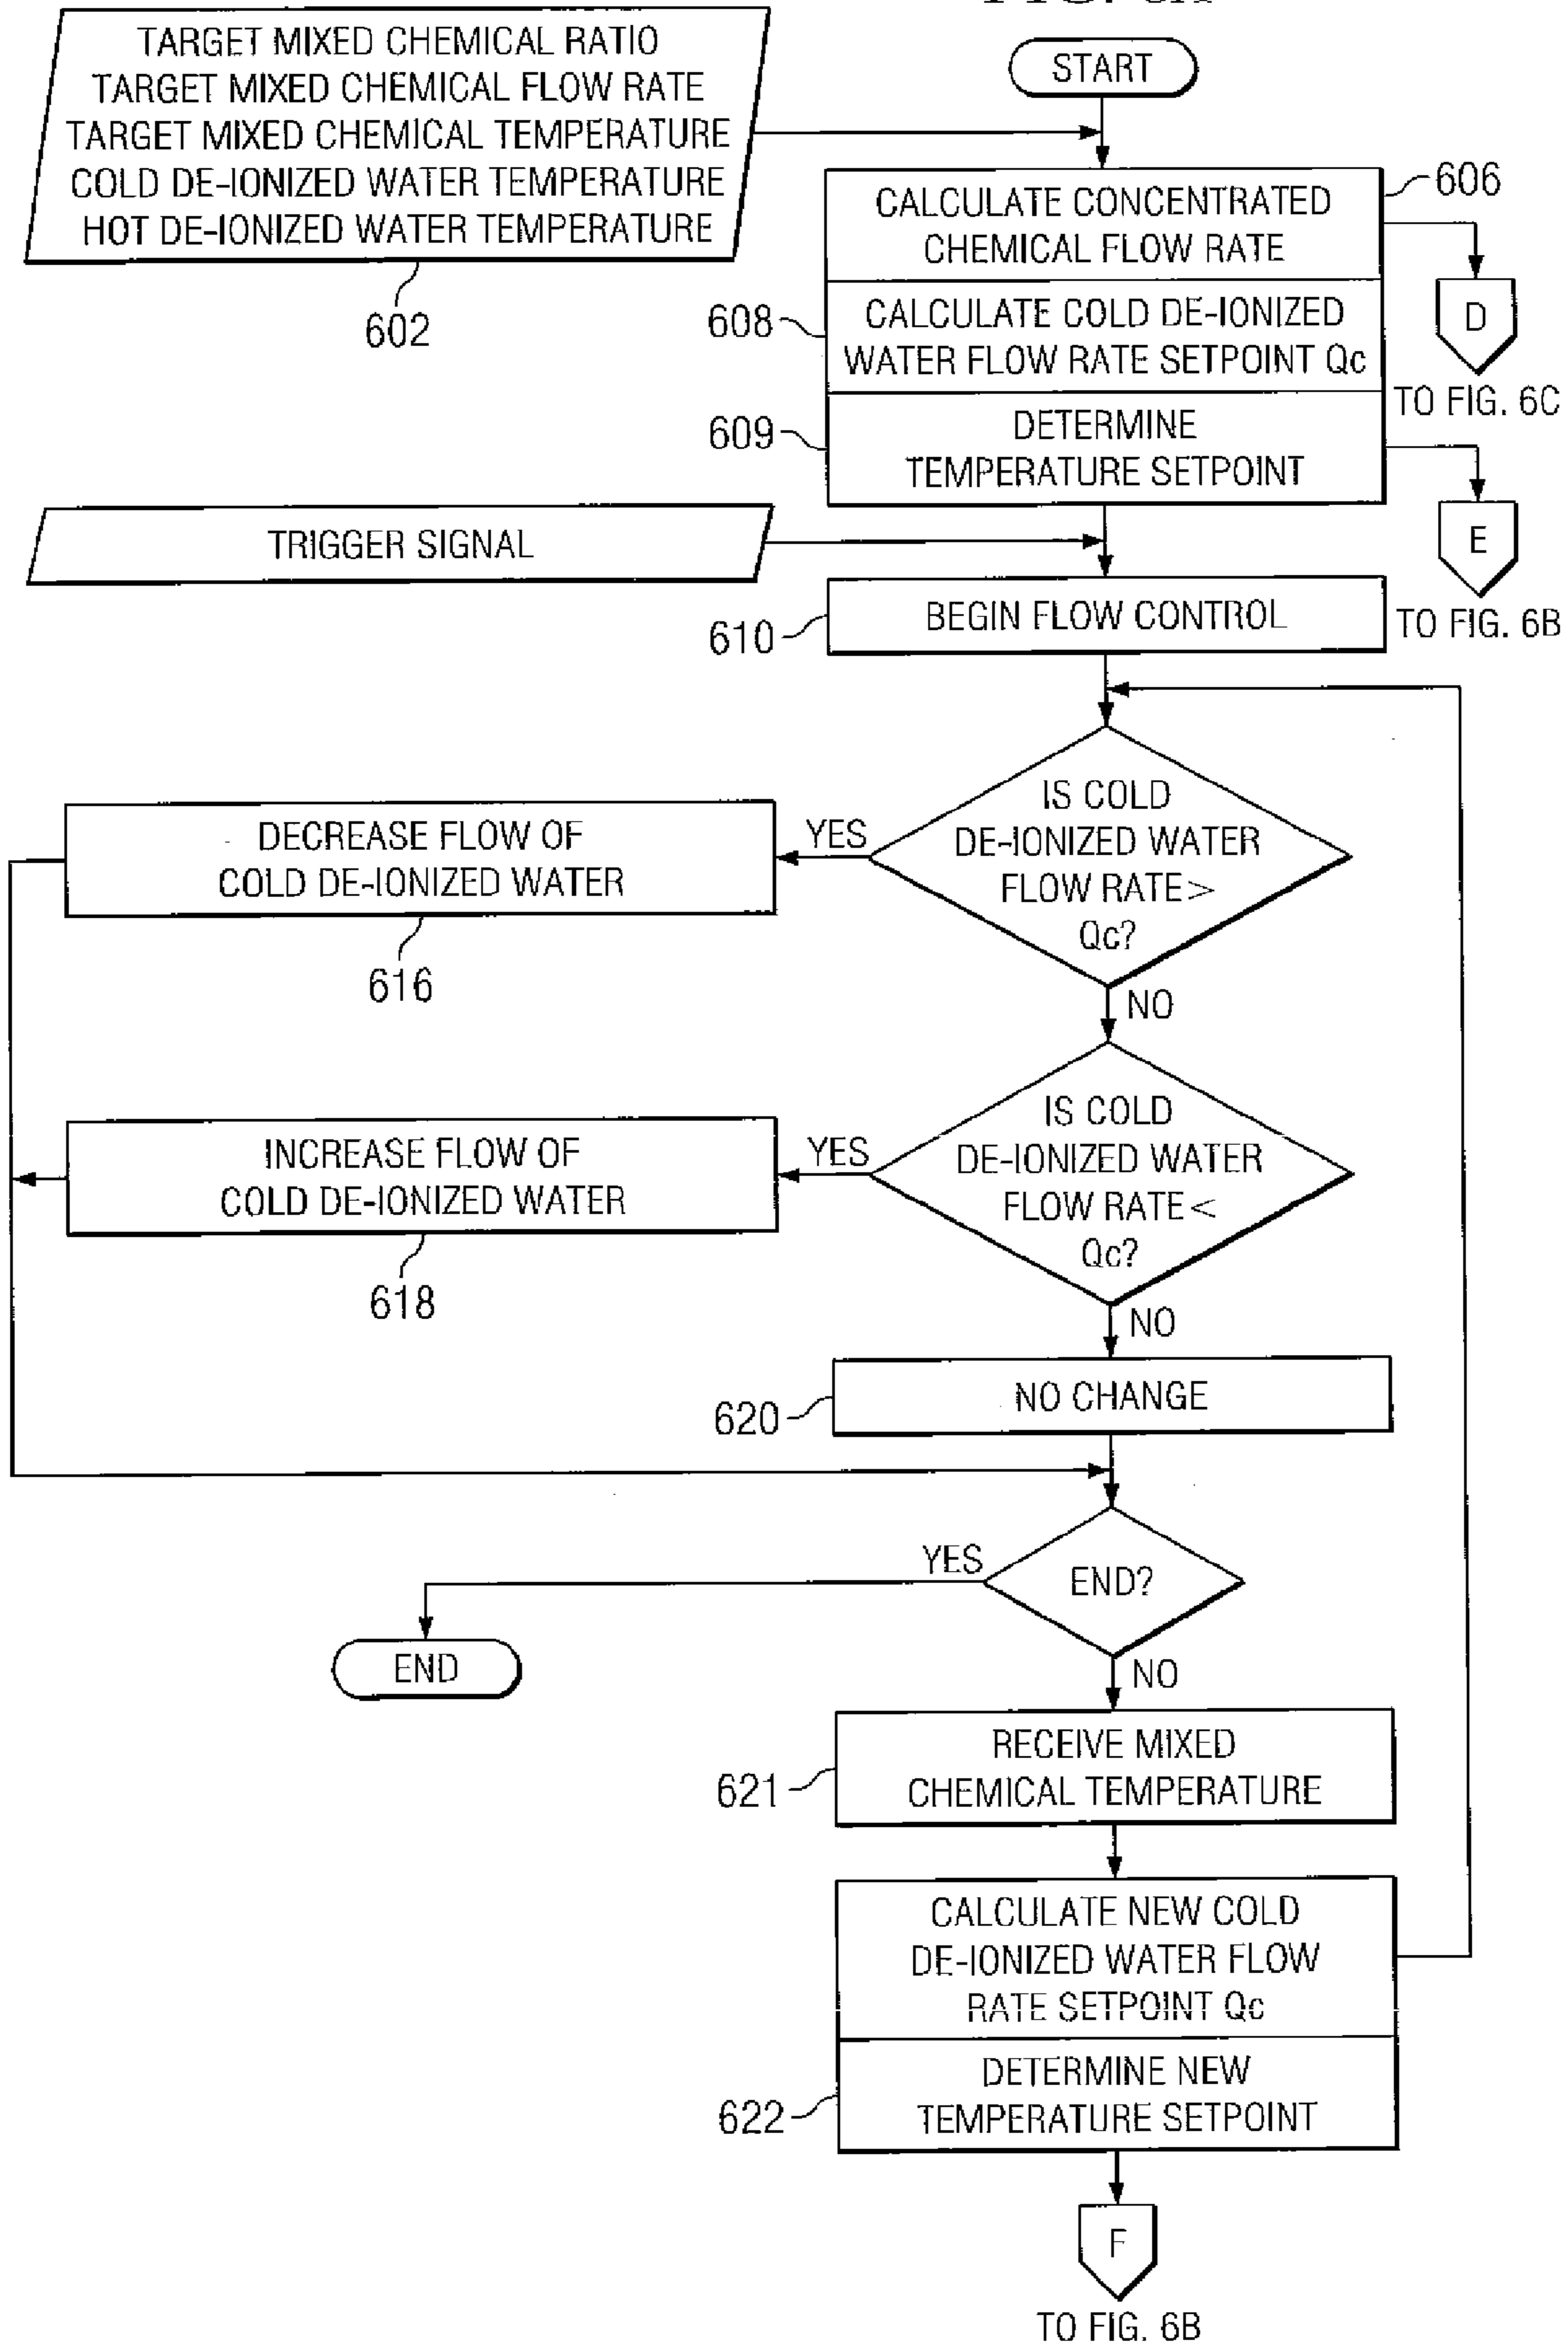 TARGET MIXED CHEMICAL RATIO
TARGET MIXED CHEMICAL FLOW RATE
TARGET MIXED CHEMICAL TEMPERATURE
COLD DE-IONIZED WATER TEMPERATURE
HOT DE-IONIZED WATER TEMPERATURE
602
START
CALCULATE CONCENTRATED
CHEMICAL FLOW RATE
606
D
TO FIG. 6C
608
CALCULATE COLD DE-IONIZED
WATER FLOW RATE SETPOINT Qc
609
DETERMINE
TEMPERATURE SETPOINT
E
TO FIG. 6B
TRIGGER SIGNAL
610
BEGIN FLOW CONTROL
IS COLD
DE-IONIZED WATER
FLOW RATE >
Qc?
YES
DECREASE FLOW OF
COLD DE-IONIZED WATER
616
NO
IS COLD
DE-IONIZED WATER
FLOW RATE <
Qc?
YES
INCREASE FLOW OF
COLD DE-IONIZED WATER
618
NO
620
NO CHANGE
END?
YES
END
NO
621
RECEIVE MIXED
CHEMICAL TEMPERATURE
CALCULATE NEW COLD
DE-IONIZED WATER FLOW
RATE SETPOINT Qc
622
DETERMINE NEW
TEMPERATURE SETPOINT
F
TO FIG. 6B